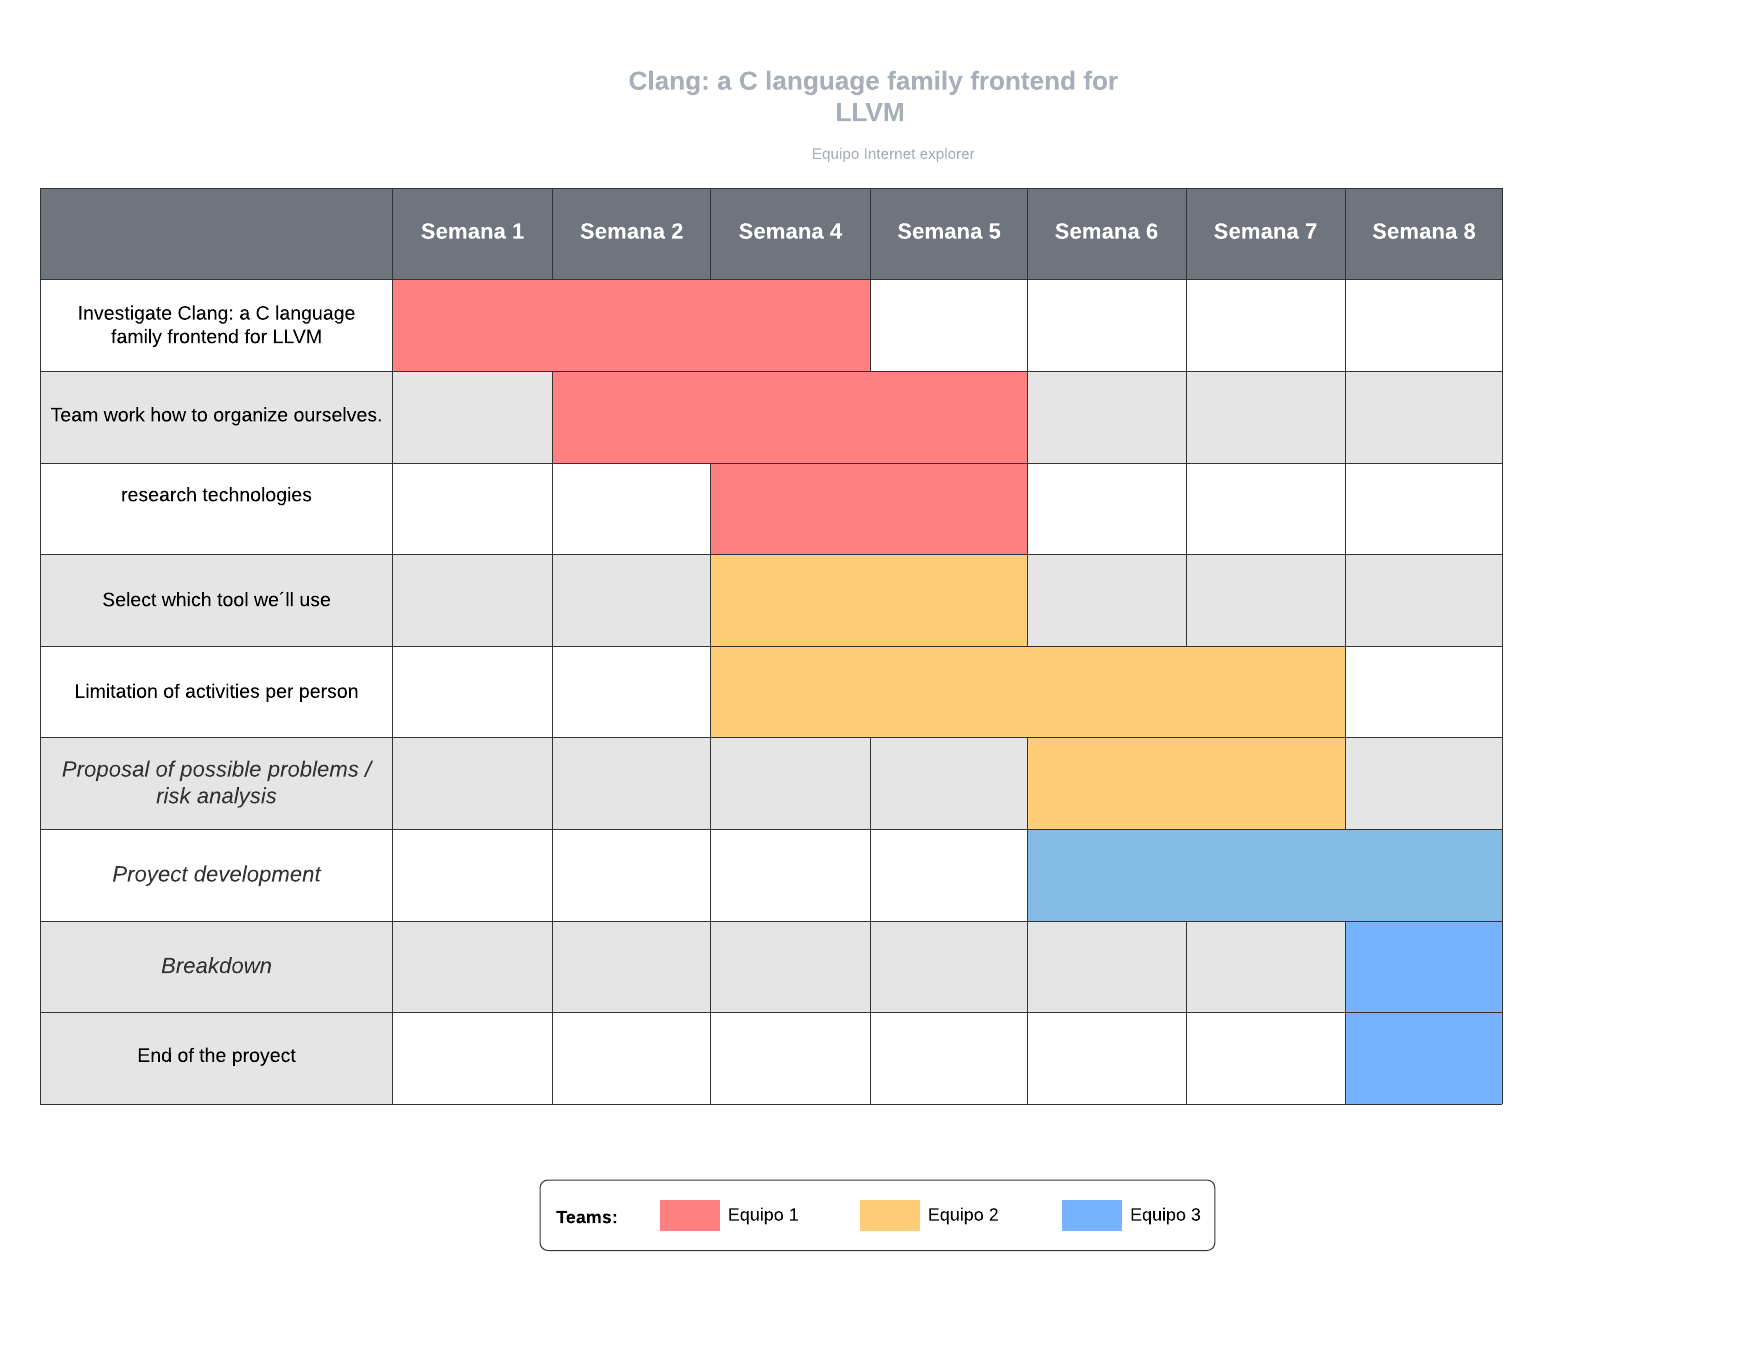 Clang: a C language family frontend for
LLVM
Equipo Internet explorer
Semana 1 Semana 2 Semana 4 Semana 5 Semana 6 Semana 7 Semana 8
Investigate Clang: a C language
family frontend for LLVM
Team work how to organize ourselves.
research technologies
Select which tool we´ll use
Limitation of activities per person
Proposal of possible problems /
risk analysis
Proyect development
Breakdown
End of the proyect
Teams: Equipo 1 Equipo 2 Equipo 3